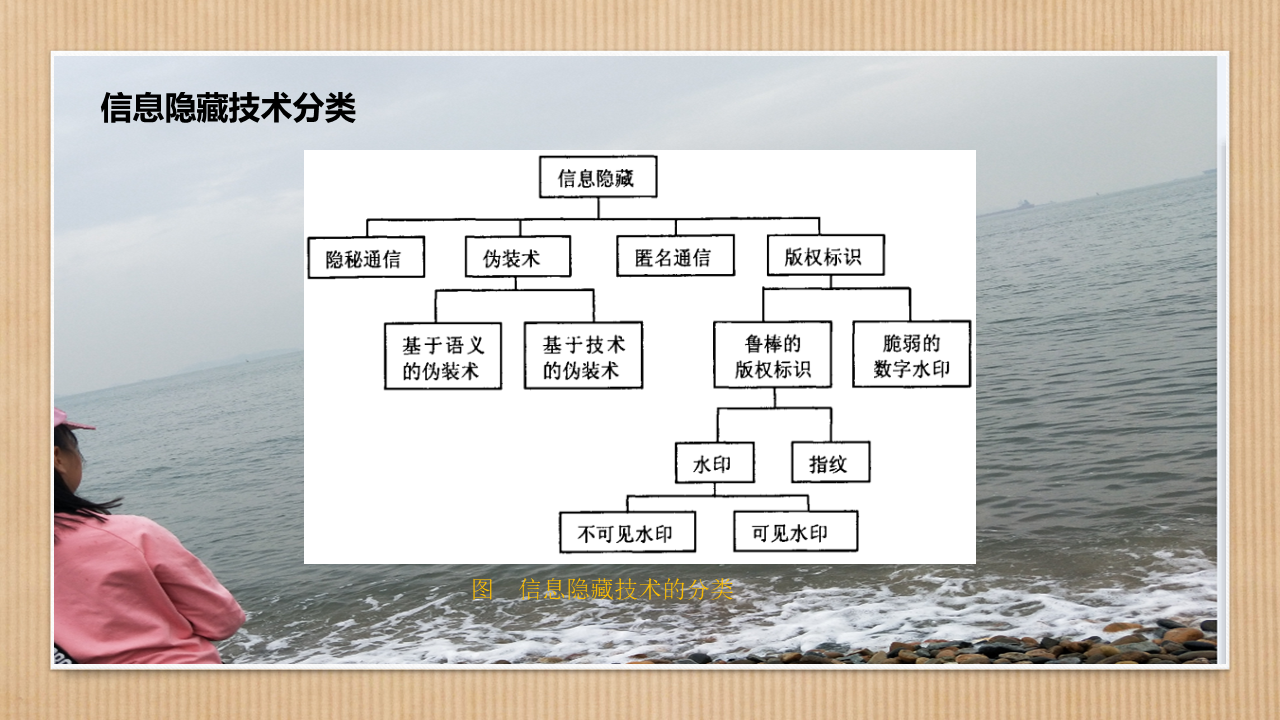 信息隐藏技术分类
信息隐藏
隐秘通信
伪装术
匿名通信
版权标识
基于语义
的伪装术
基于技术
的伪装术
鲁棒的
版权标识
脆弱的
数字水印
水印
指纹
不可见水印
可见水印
图 信息隐藏技术的分类